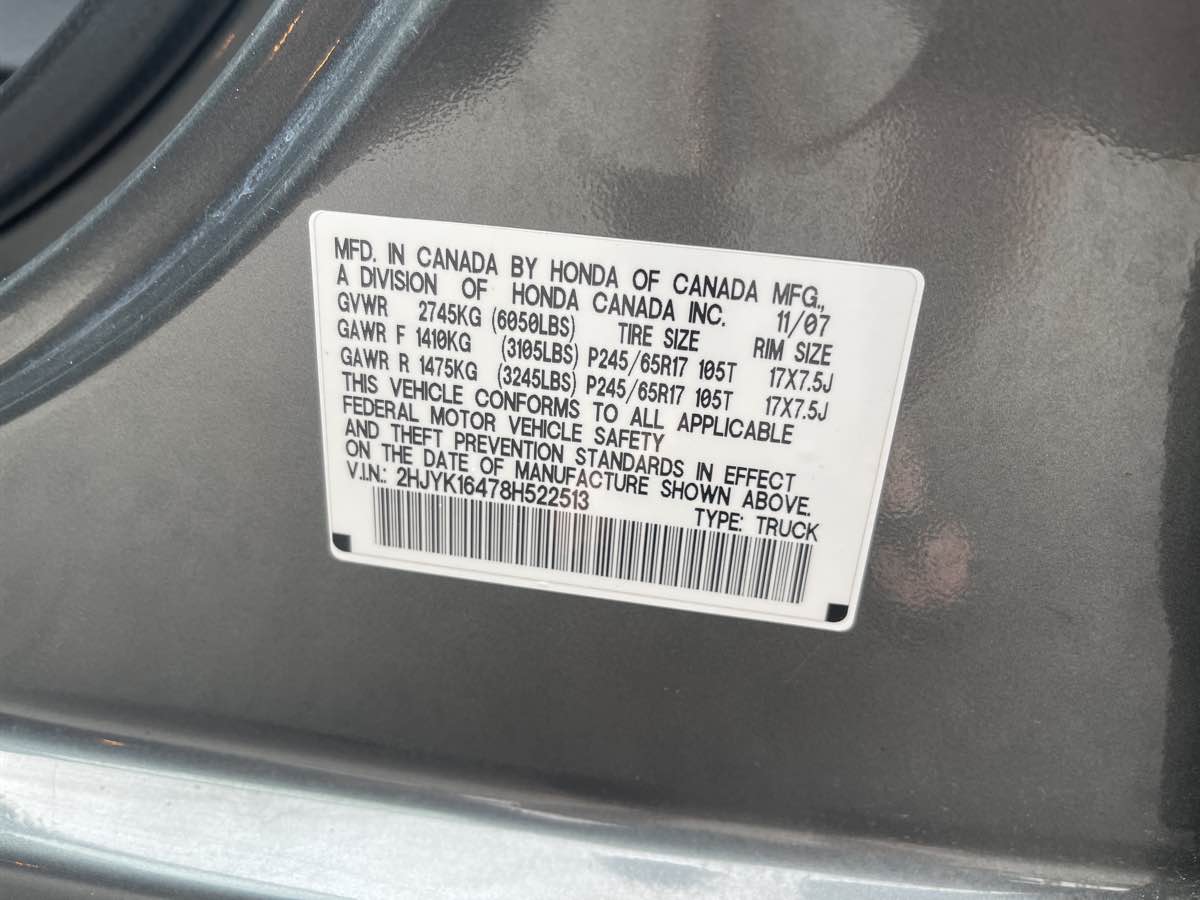 MFD. IN CANADA BY HONDA OF CANADA MFG.,
A DIVISION OF HONDA CANADA INC. 11/07
GVWR 2745KG (6050LBS) TIRE SIZE RIM SIZE
GAWR F 1410KG (3105LBS) P245/65R17 105T 17X7.5J
GAWR R 1475KG (3245LBS) P245/65R17 105T 17X7.5J
THIS VEHICLE CONFORMS TO ALL APPLICABLE
FEDERAL MOTOR VEHICLE SAFETY
AND THEFT PREVENTION STANDARDS IN EFFECT
ON THE DATE OF MANUFACTURE SHOWN ABOVE.
V.I.N.: 2HJYK16478H522513 TYPE: TRUCK